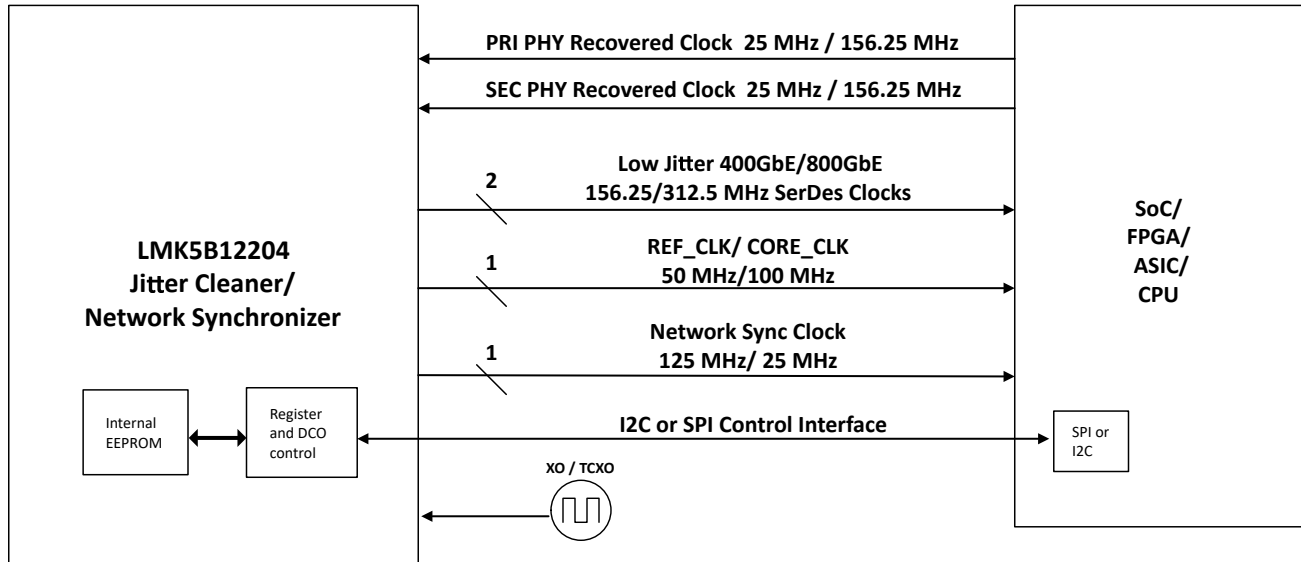 PRI PHY Recovered Clock 25 MHz / 156.25 MHz
SEC PHY Recovered Clock 25 MHz / 156.25 MHz
2
Low Jitter 400GbE/800GbE
156.25/312.5 MHz SerDes Clocks
LMK5B12204
Jitter Cleaner/
Network Synchronizer
1
REF_CLK/ CORE_CLK
50 MHz/100 MHz
SoC/
FPGA/
ASIC/
CPU
1
Network Sync Clock
125 MHz/ 25 MHz
Internal
EEPROM
Register
and DCO
control
I2C or SPI Control Interface
SPI or
I2C
XO / TCXO